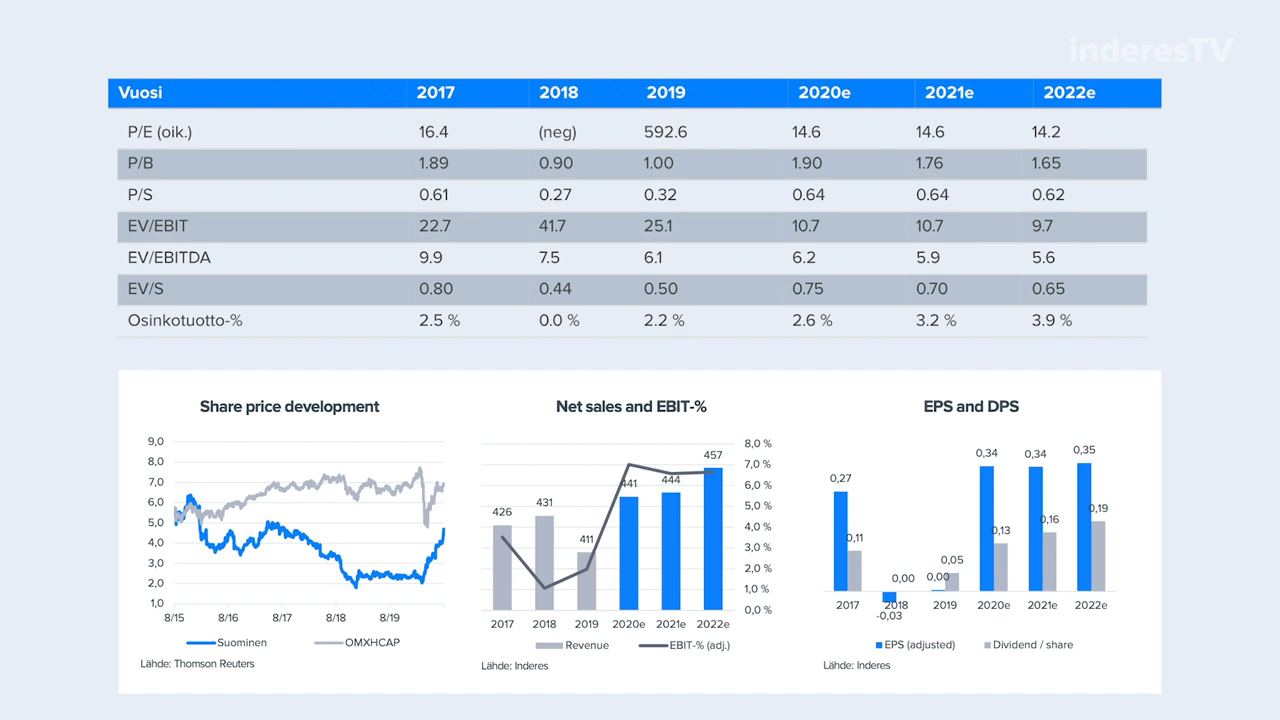 inderesTV
Vuosi 2017 2018 2019 2020e 2021e 2022e
P/E (oik.) 16.4 (neg) 592.6 14.6 14.6 14.2
P/B 1.89 0.90 1.00 1.90 1.76 1.65
P/S 0.61 0.27 0.32 0.64 0.64 0.62
EV/EBIT 22.7 41.7 25.1 10.7 10.7 9.7
EV/EBITDA 9.9 7.5 6.1 6.2 5.9 5.6
EV/S 0.80 0.44 0.50 0.75 0.70 0.65
Osinkotuotto-% 2.5 % 0.0 % 2.2 % 2.6 % 3.2 % 3.9 %
Share price development
9,0
8,0
7,0
6,0
5,0
4,0
3,0
2,0
1,0
8/15 8/16 8/17 8/18 8/19
Suominen OMXHCAP
Lähde: Thomson Reuters
Net sales and EBIT-%
8,0 %
7,0 %
6,0 %
5,0 %
4,0 %
3,0 %
2,0 %
1,0 %
0,0 %
426 431 411 441 444 457
2017 2018 2019 2020e 2021e 2022e
Revenue EBIT-% (adj.)
Lähde: Inderes
EPS and DPS
0,27 -0,03 0,00 0,34 0,34 0,35
0,11 0,00 0,05 0,13 0,16 0,19
2017 2018 2019 2020e 2021e 2022e
EPS (adjusted) Dividend / share
Lähde: Inderes